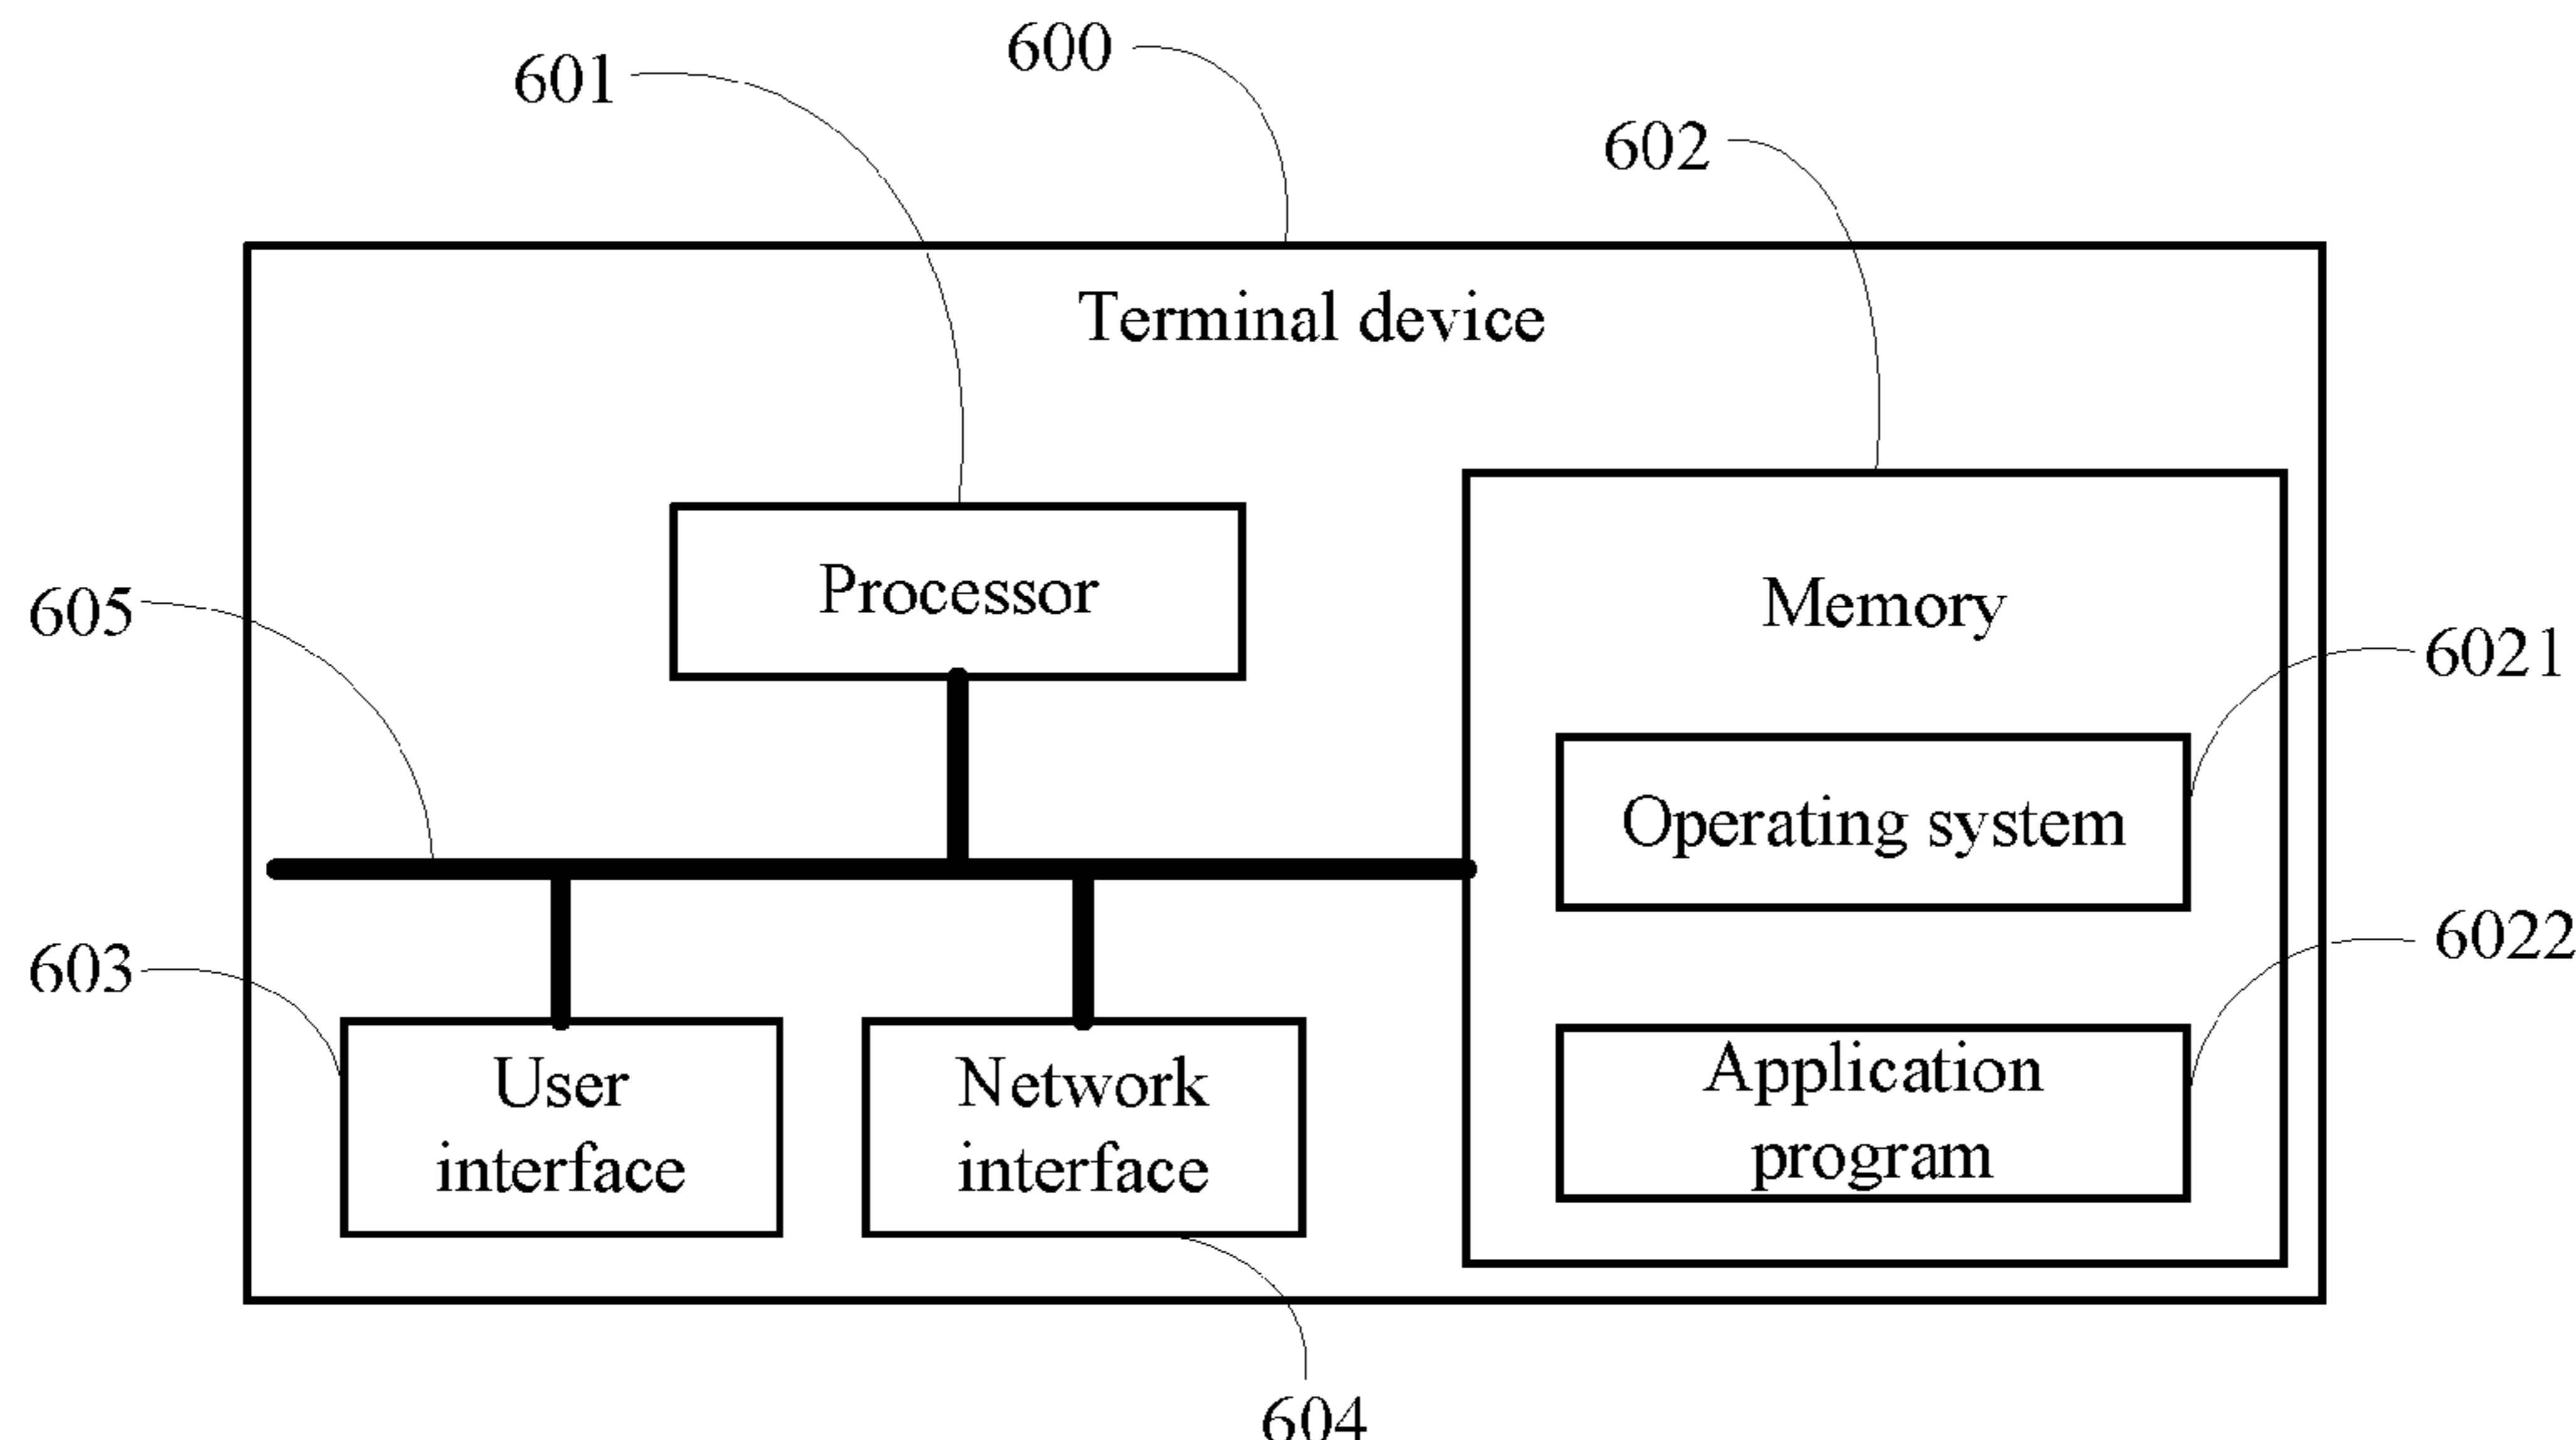 600
601
602
Terminal device
Processor
605
Memory
6021
Operating system
6022
603
User
interface
Network
interface
Application
program
604